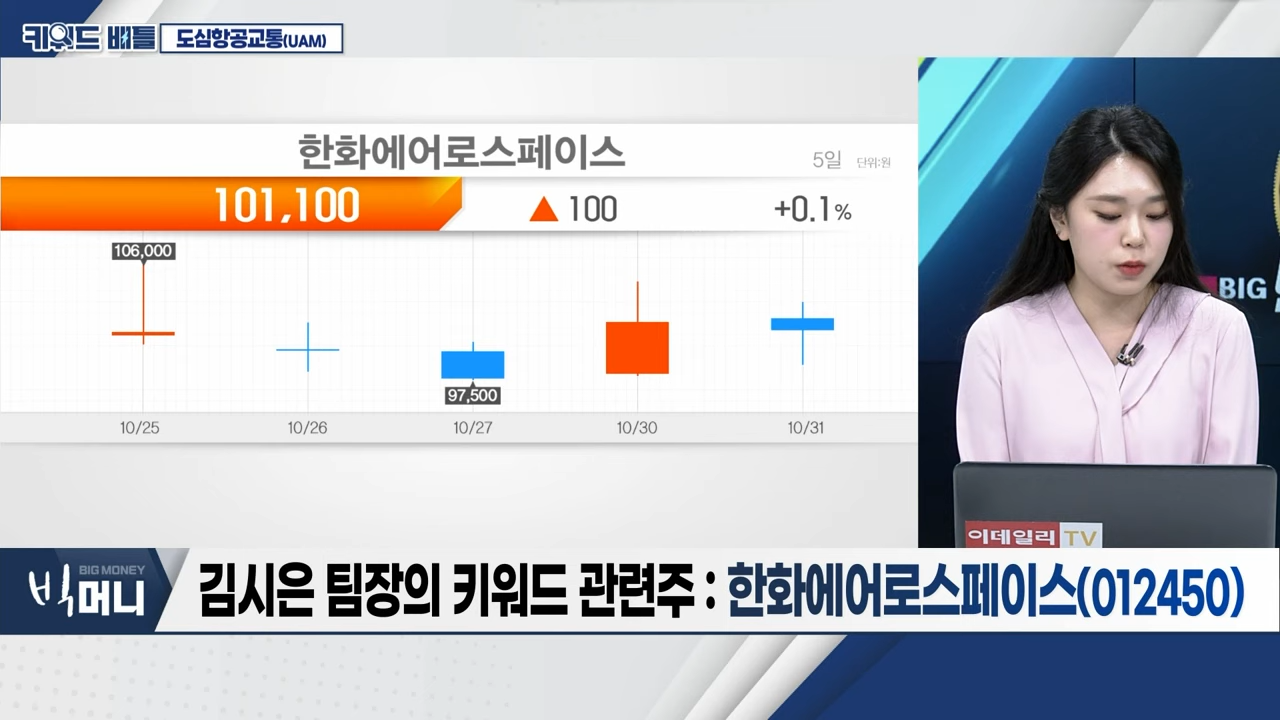 키워드 배틀 도심항공교통(UAM)
한화에어로스페이스
5일 단위:원
101,100 ▲ 100 +0.1%
106,000
97,500
10/25 10/26 10/27 10/30 10/31
BIG
이데일리 TV
BIG MONEY
빅머니
김시은 팀장의 키워드 관련주 : 한화에어로스페이스(012450)